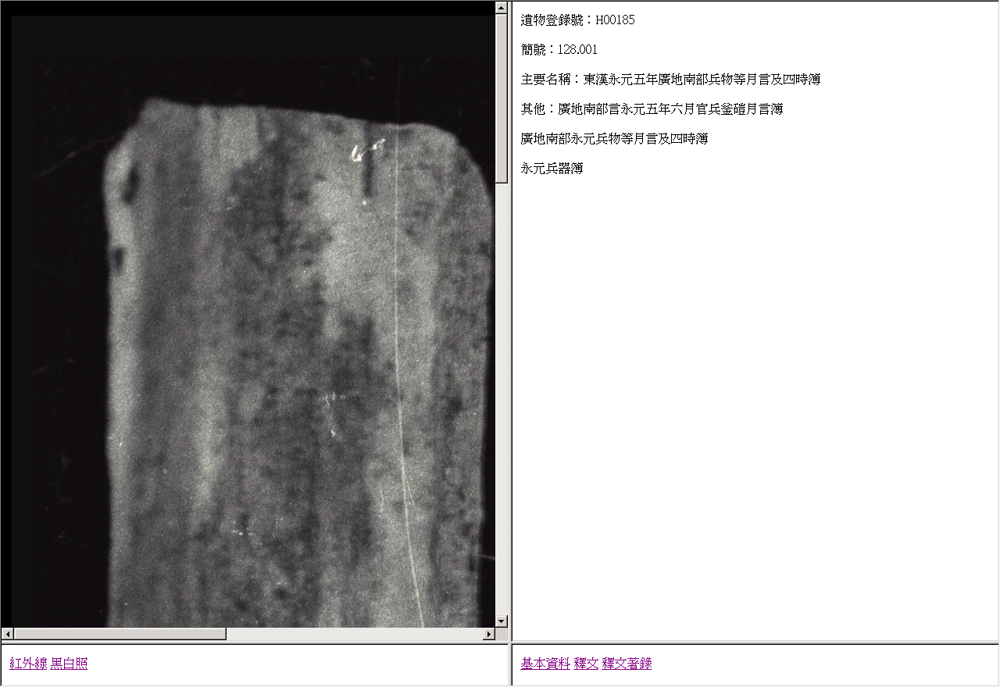 遺物登錄號：H00185
簡號：128.001
主要名稱：東漢永元五年廣地南部兵物等月言及四時簿
其他：廣地南部言永元五年六月官兵釜磑月言簿
廣地南部永元兵物等月言及四時簿
永元兵器簿
紅外線 黑白照
基本資料 釋文 釋文著錄